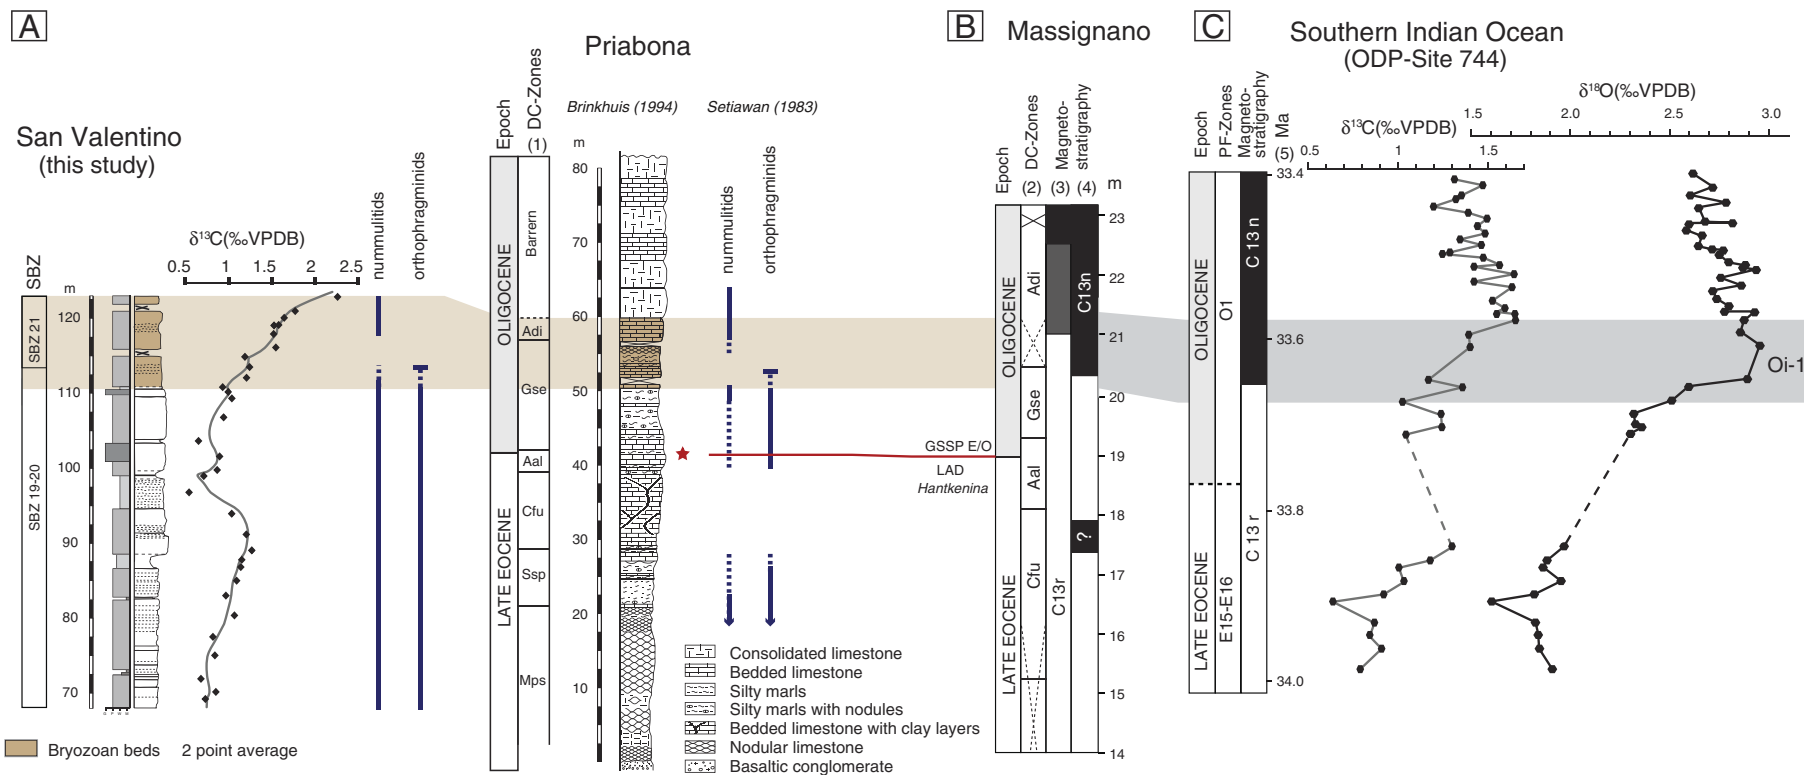 A
San Valentino
(this study)
SBZ
SBZ 21
SBZ 19-20
m
120
110
100
90
80
70
δ13C(‰VPDB)
0.5 1 1.5 2 2.5
nummulitids
orthophragminids
Bryozoan beds
2 point average
Priabona
Epoch
DC-Zones
(1)
OLIGOCENE
LATE EOCENE
Barren
Adi
Gse
Aal
Cfu
Ssp
Mps
Brinkhuis (1994)
Setiawan (1983)
m
80
70
60
50
40
30
20
10
nummulitids
orthophragminids
Consolidated limestone
Bedded limestone
Silty marls
Silty marls with nodules
Bedded limestone with clay layers
Nodular limestone
Basaltic conglomerate
B
Massignano
Epoch
DC-Zones
(2)
Magneto-
stratigraphy
(3) (4)
m
OLIGOCENE
LATE EOCENE
Adi
Gse
Aal
Cfu
C13r
C13n
?
GSSP E/O
LAD
Hantkenina
23
22
21
20
19
18
17
16
15
14
C
Southern Indian Ocean
(ODP-Site 744)
Epoch
PF-Zones
Magneto-
stratigraphy
(5)
Ma
OLIGOCENE
LATE EOCENE
O1
E15-E16
C 13 n
C 13 r
33.4
33.6
33.8
34.0
δ13C(‰VPDB)
0.5 1 1.5
δ18O(‰VPDB)
1.5 2.0 2.5 3.0
Oi-1